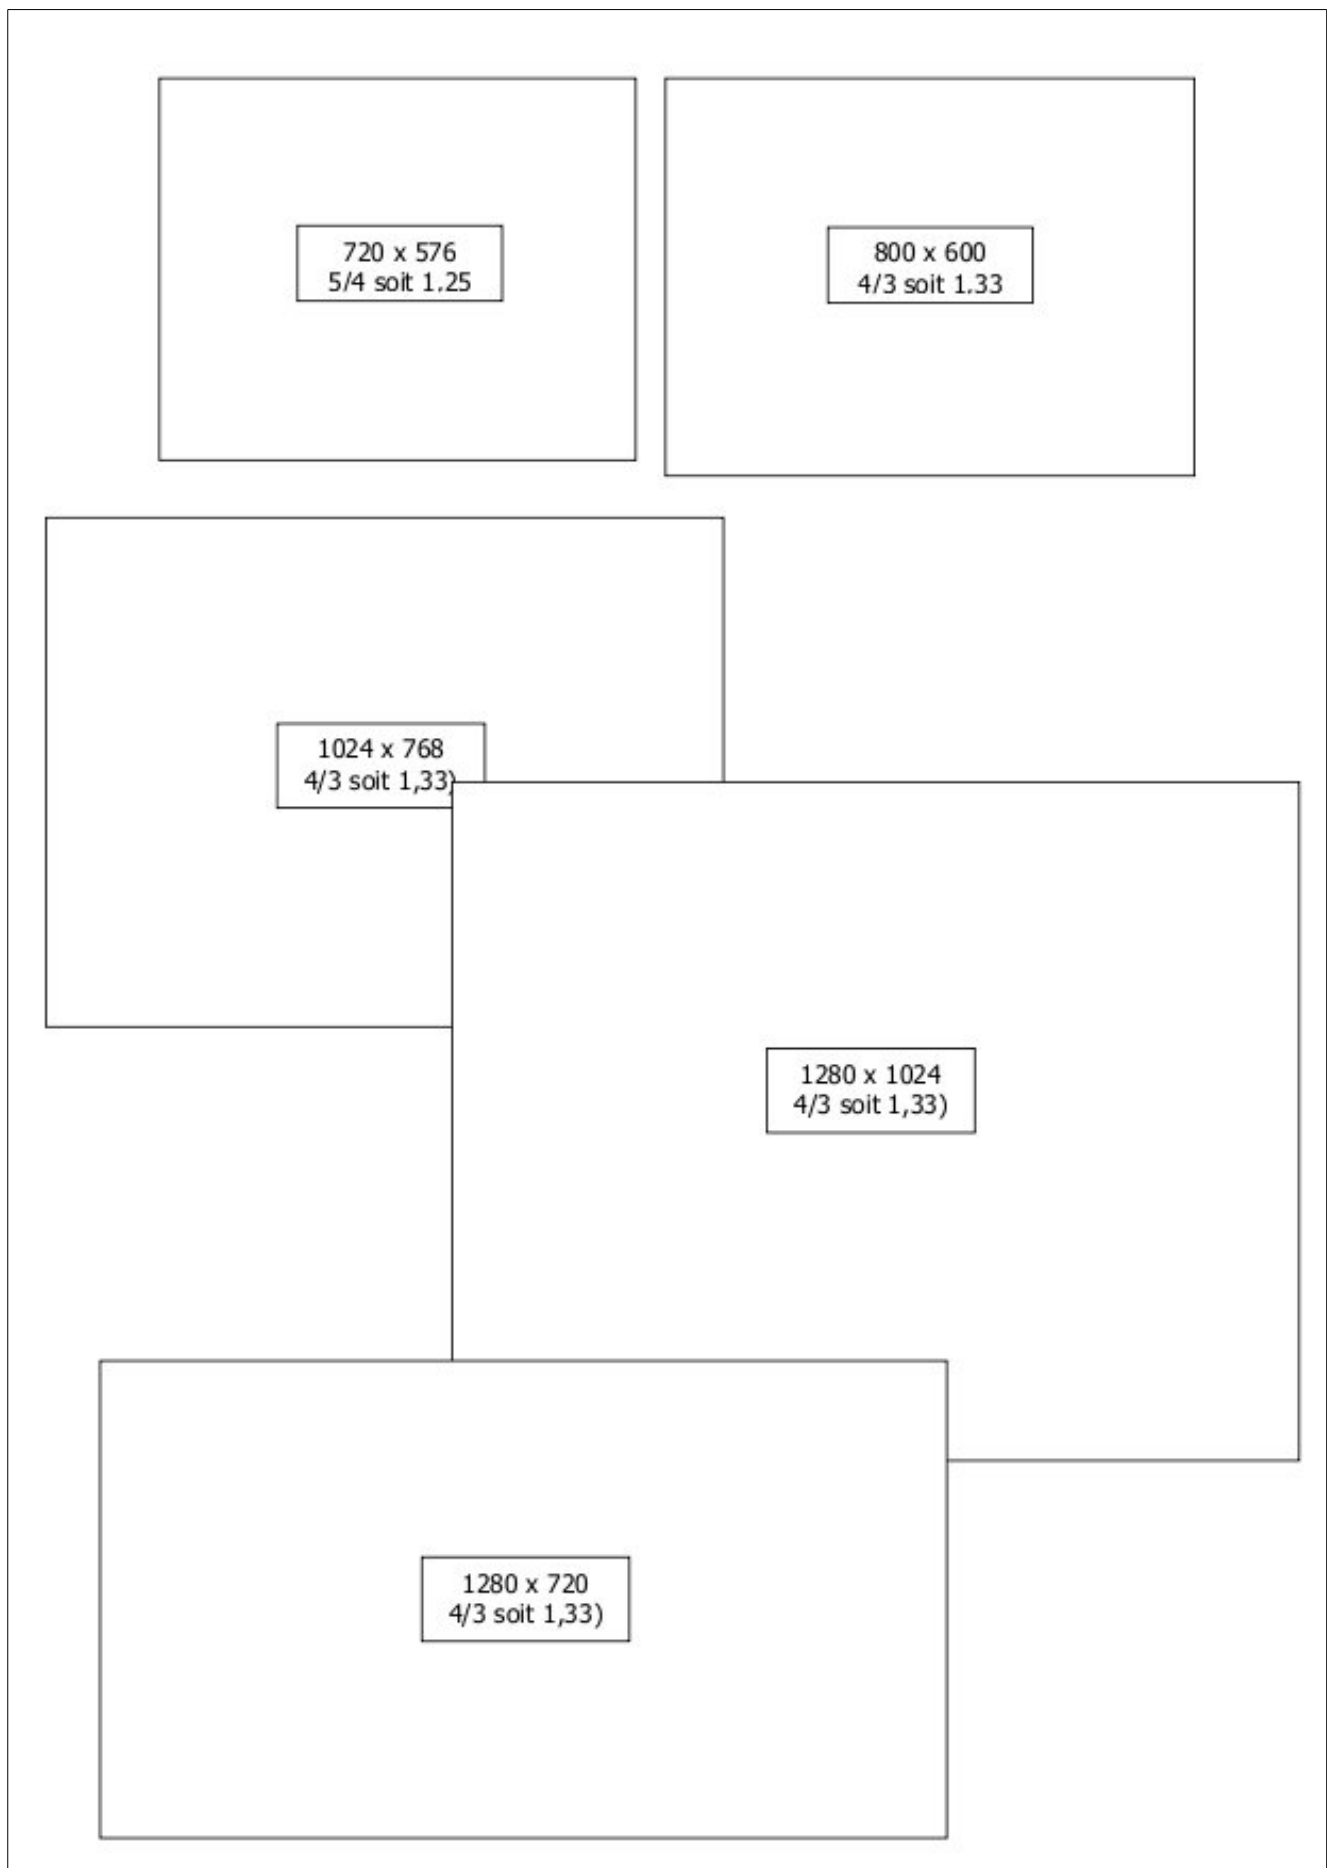 720 x 576
5/4 soit 1.25
800 x 600
4/3 soit 1.33
1024 x 768
4/3 soit 1,33)
1280 x 1024
4/3 soit 1,33)
1280 x 720
4/3 soit 1,33)